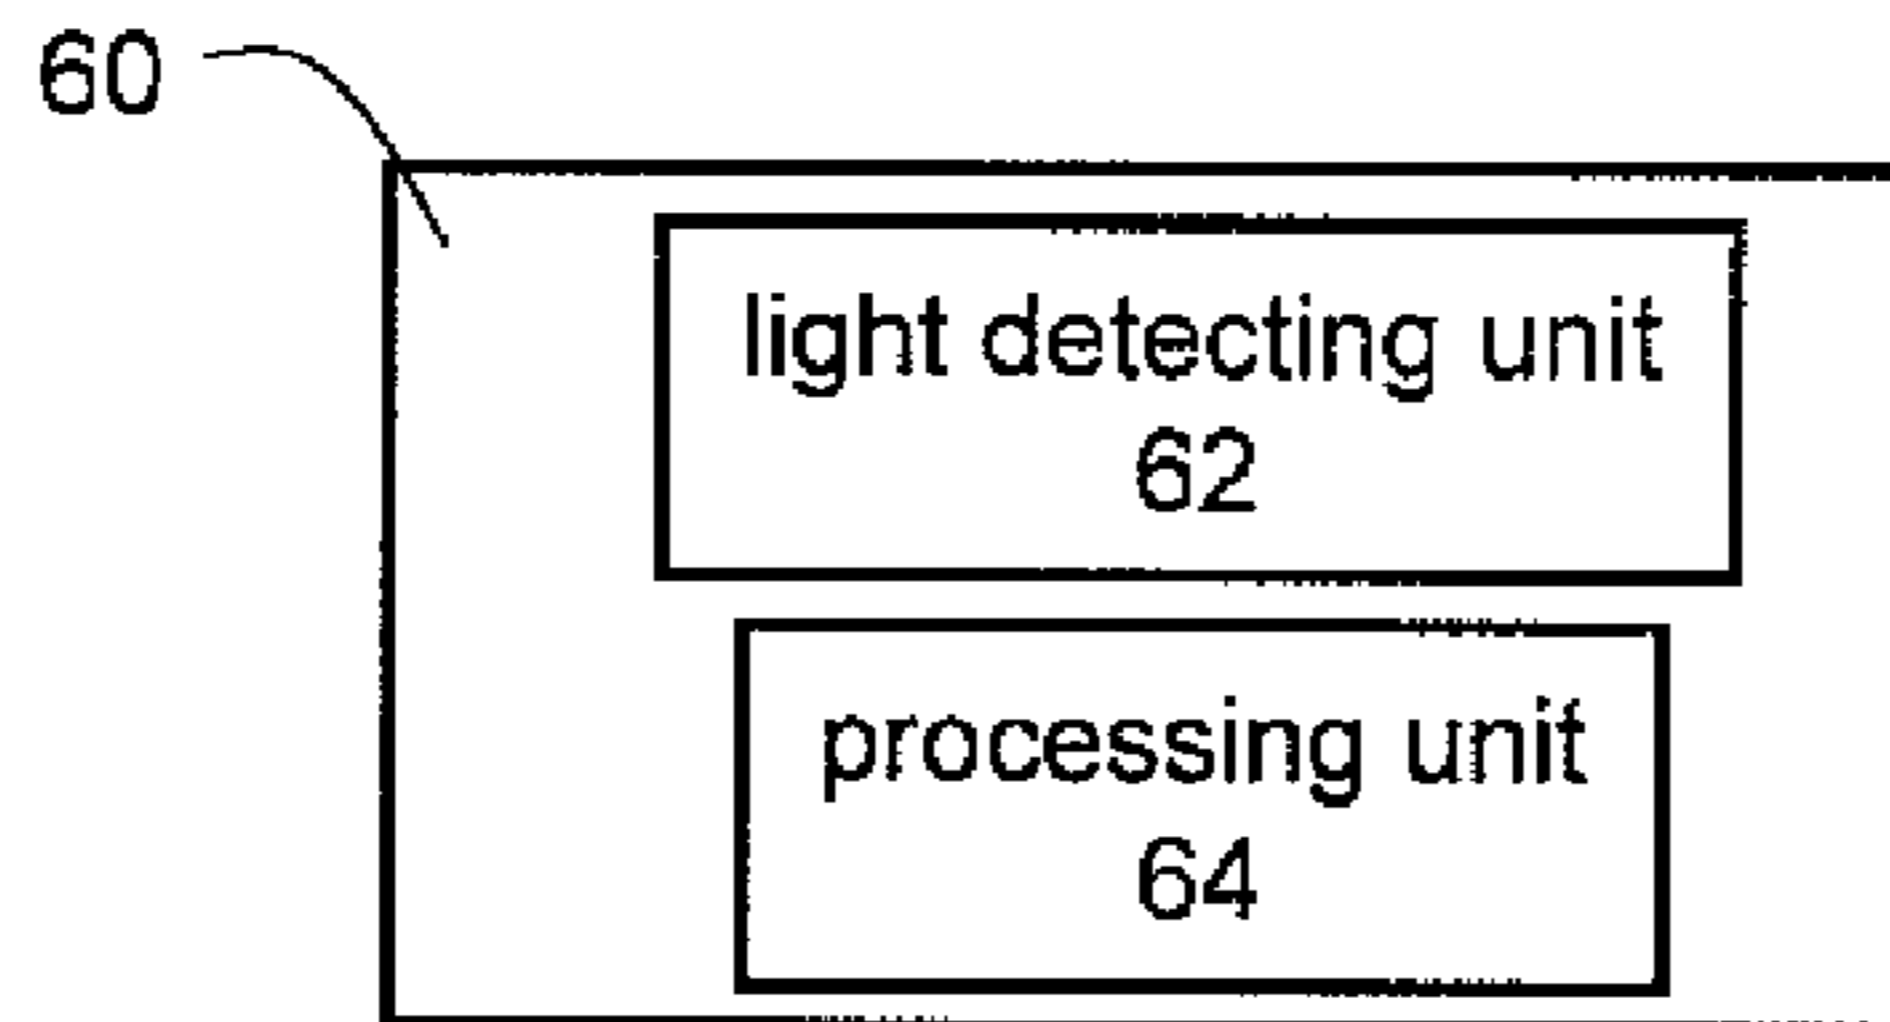 60
light detecting unit
62
processing unit
64